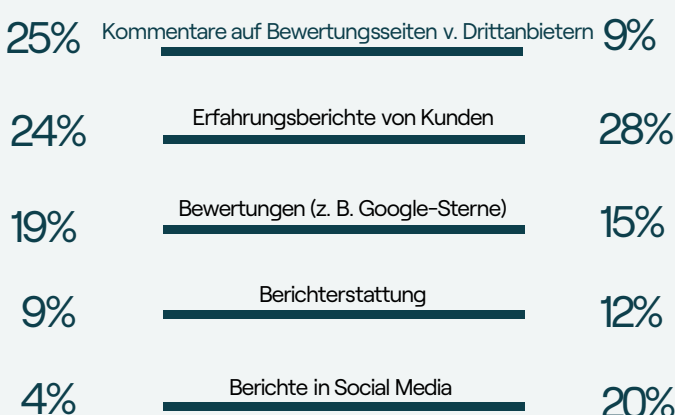 25% Kommentare auf Bewertungsseiten v. Drittanbietern 9%
24% Erfahrungsberichte von Kunden 28%
19% Bewertungen (z. B. Google-Sterne) 15%
9% Berichterstattung 12%
4% Berichte in Social Media 20%